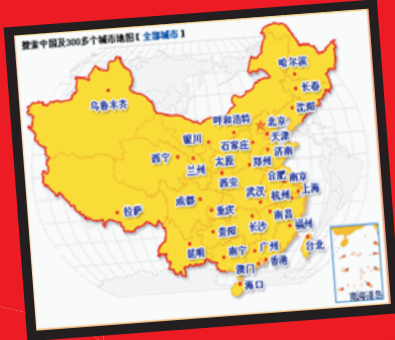 搜索中国及300多个城市地图【 全部城市 】
哈尔滨
长春
乌鲁木齐
沈阳
呼和浩特
北京
银川
天津
石家庄
西宁
太原
济南
兰州
郑州
西安
合肥
南京
成都
武汉
杭州
上海
拉萨
重庆
南昌
长沙
福州
贵阳
昆明
南宁
广州
台北
香港
澳门
海口
南海诸岛